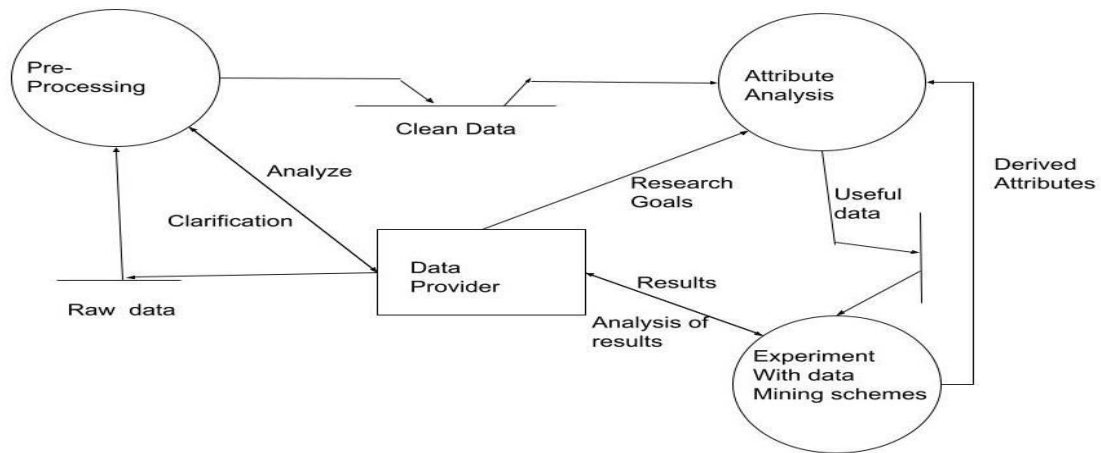 Pre-
Processing
Attribute
Analysis
Clean Data
Derived
Attributes
Analyze
Research
Goals
Useful
data
Clarification
Data
Provider
Results
Raw data
Analysis of
results
Experiment
With data
Mining schemes